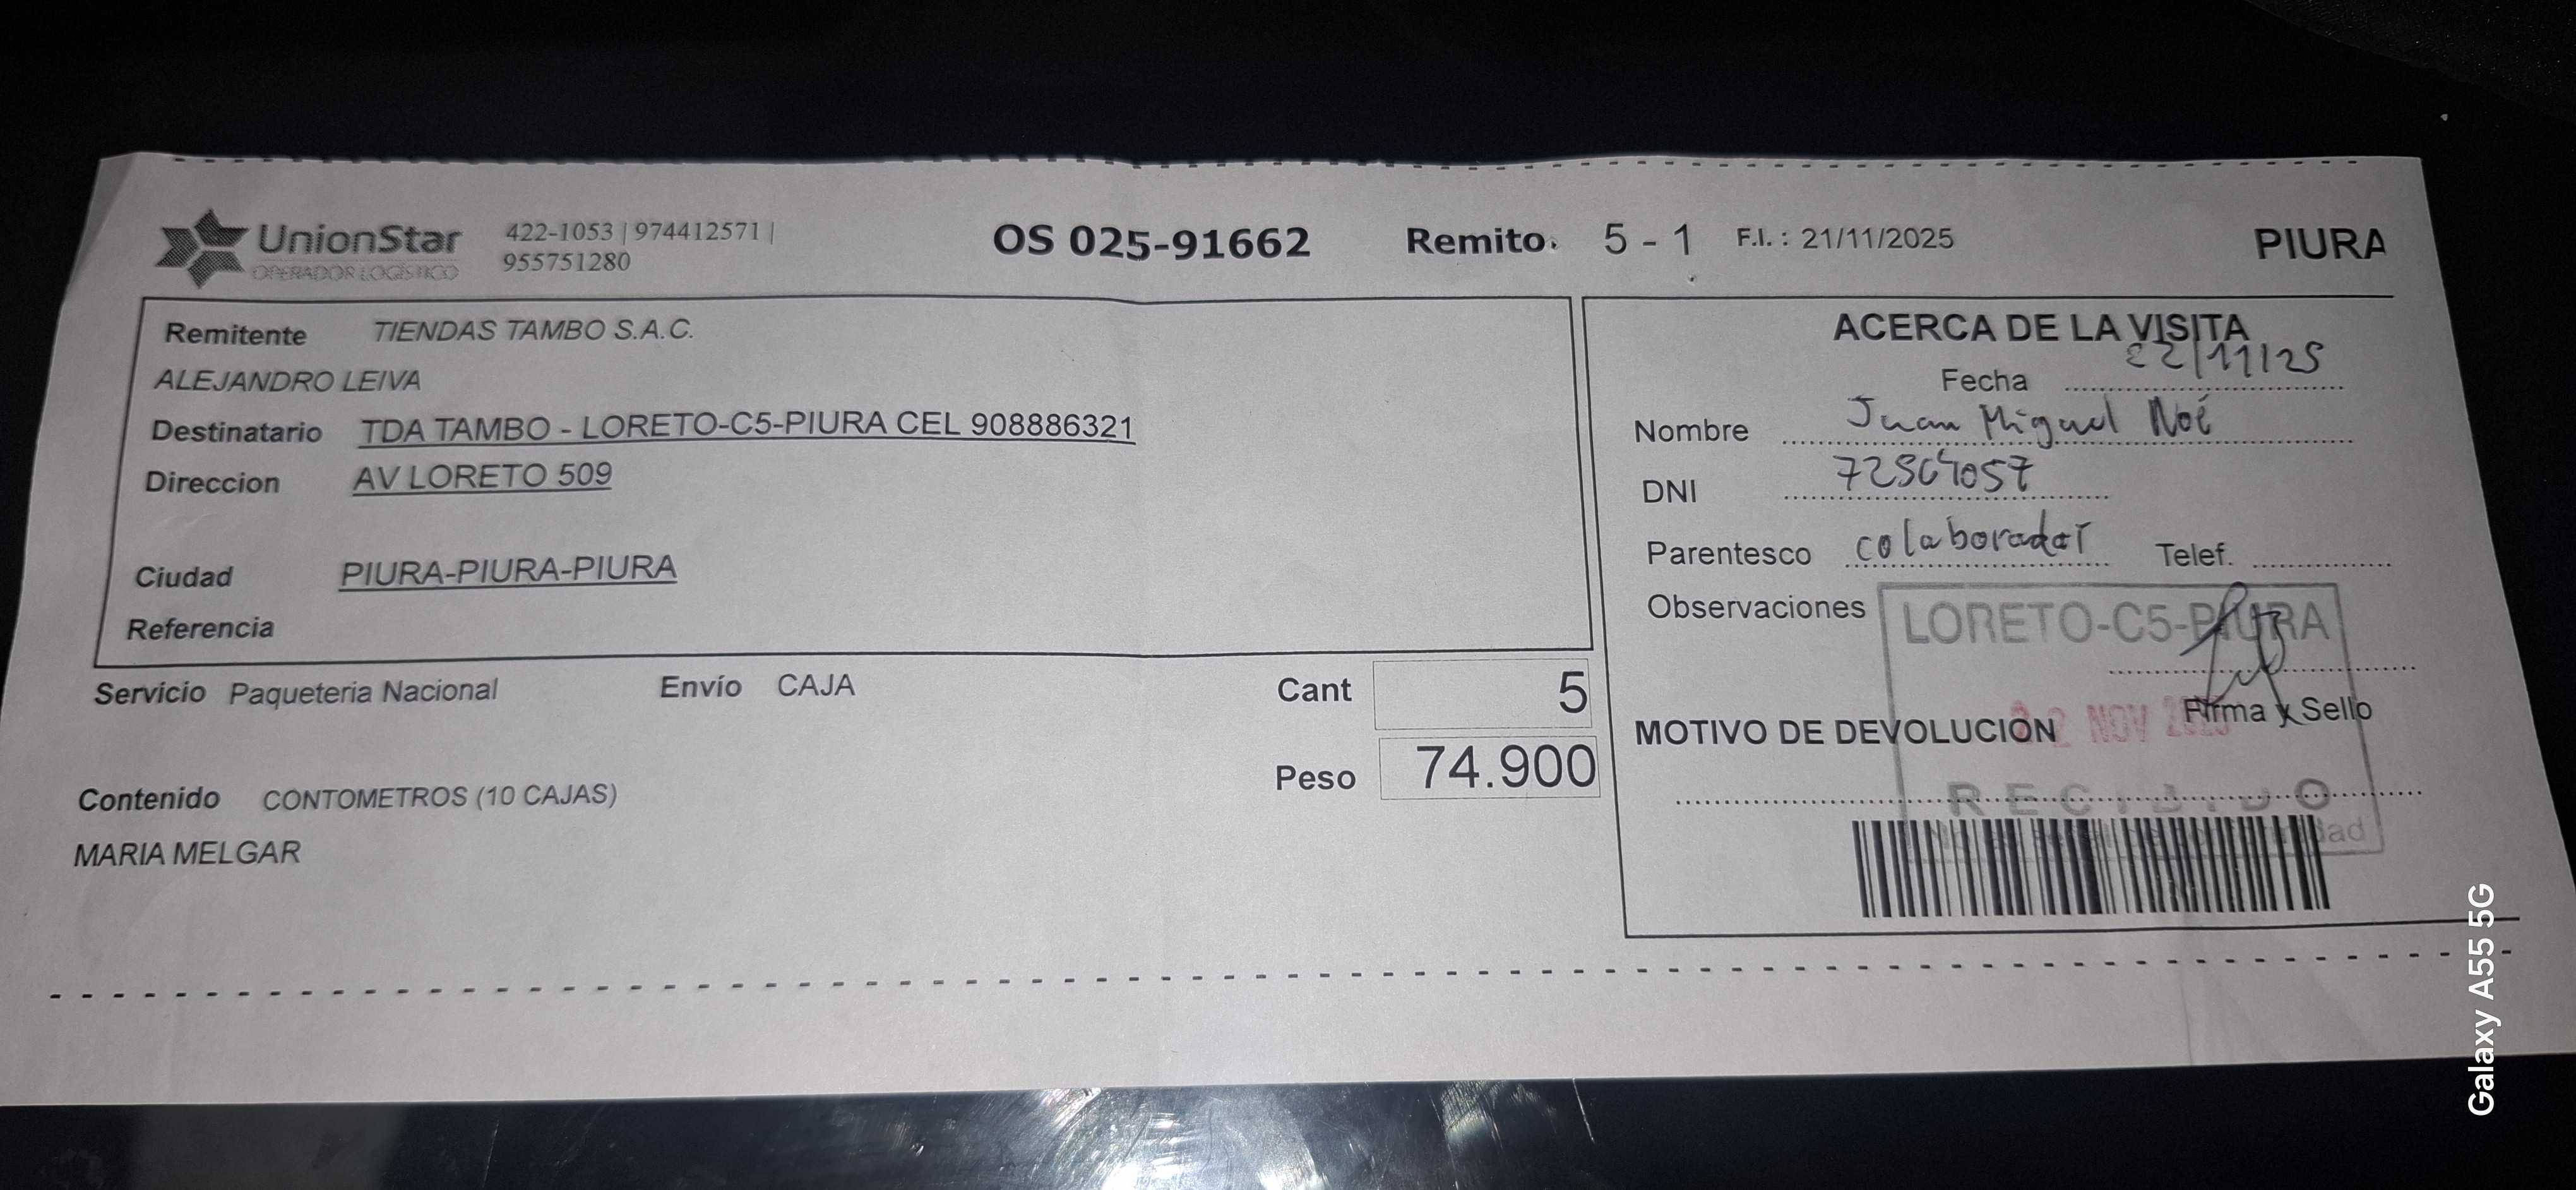 UnionStar
OPERADOR LOGÍSTICO
422-1053 | 974412571 |
955751280
OS 025-91662
Remito. 5 - 1
F.I. : 21/11/2025
PIURA
Remitente TIENDAS TAMBO S.A.C.
ALEJANDRO LEIVA
Destinatario TDA TAMBO - LORETO-C5-PIURA CEL 908886321
Direccion AV LORETO 509
Ciudad PIURA-PIURA-PIURA
Referencia
Servicio Paqueteria Nacional Envío CAJA
Cant 5
Peso 74.900
Contenido CONTOMETROS (10 CAJAS)
MARIA MELGAR
ACERCA DE LA VISITA
Fecha 22/11/25
Nombre Juan Miguel Noé
DNI 72504057
Parentesco colaborador Telef.
Observaciones
LORETO-C5-PIURA
Firma y Sello
MOTIVO DE DEVOLUCION
22 NOV 2025
RECIBIDO
Galaxy A55 5G